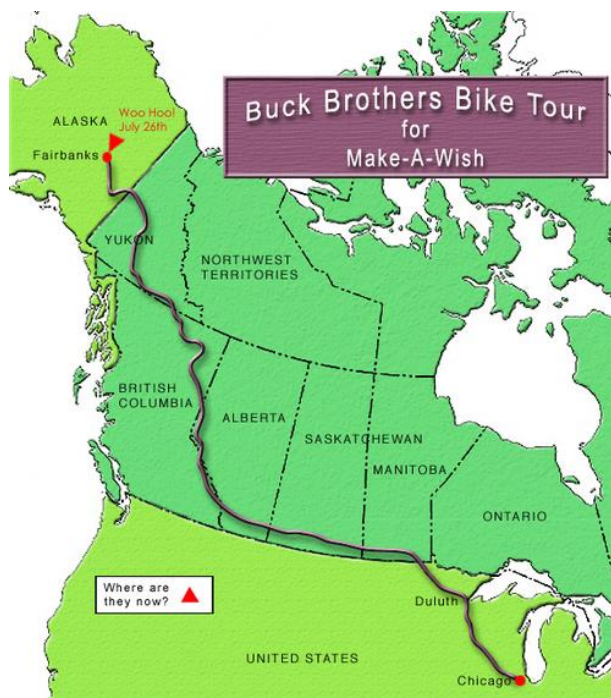 Buck Brothers Bike Tour
for
Make-A-Wish
Woo Hoo!
July 26th
ALASKA
Fairbanks
YUKON
NORTHWEST
TERRITORIES
BRITISH
COLUMBIA
ALBERTA
SASKATCHEWAN
MANITOBA
ONTARIO
Where are
they now?
Duluth
UNITED STATES
Chicago